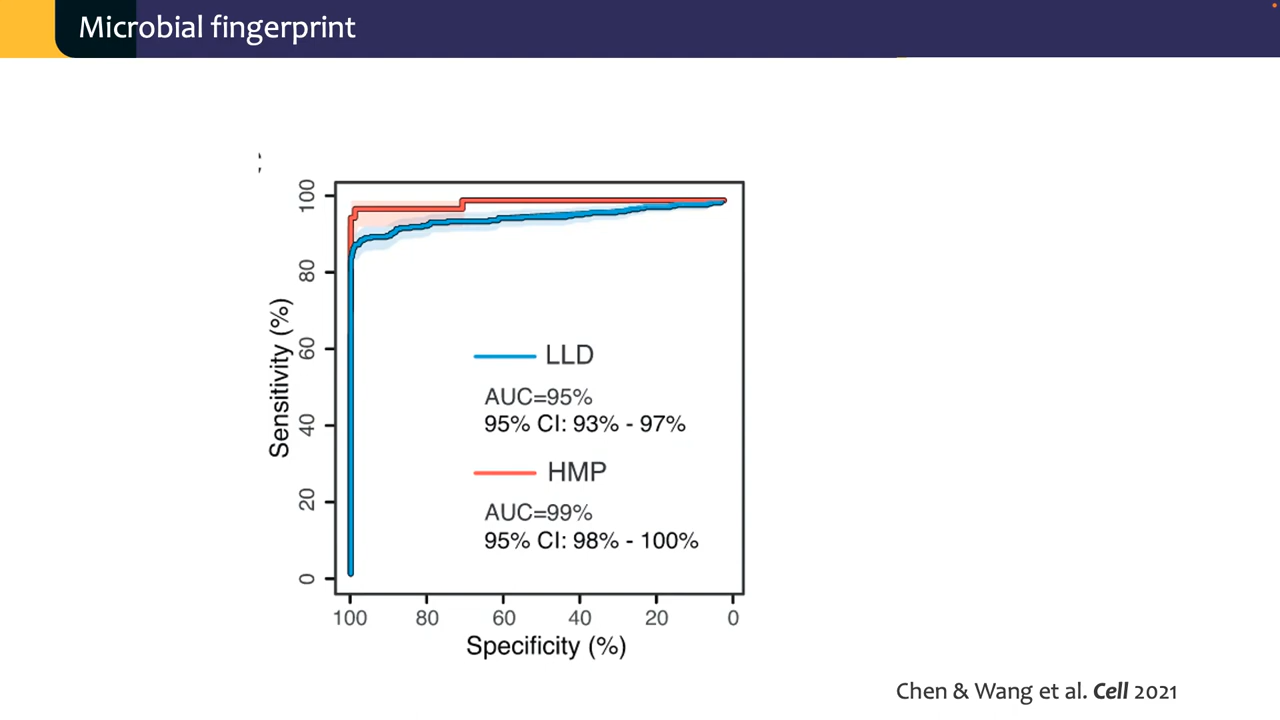 Microbial fingerprint
100
80
60
40
20
0
Sensitivity (%)
LLD
AUC=95%
95% CI: 93% - 97%
HMP
AUC=99%
95% CI: 98% - 100%
100 80 60 40 20 0
Specificity (%)
Chen & Wang et al. Cell 2021